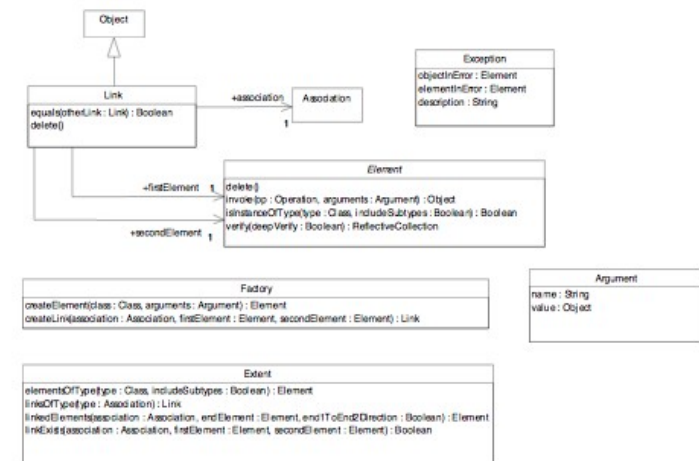 Object
Exception
objectInError : Element
elementInError : Element
description : String
Link
equals(otherLink : Link) : Boolean
delete()
+association
1
Association
+firstElement 1
+secondElement 1
Element
delete()
invoke(op : Operation, arguments : Argument) : Object
isInstanceOfType(type : Class, includeSubtypes : Boolean) : Boolean
verify(deepVerify : Boolean) : ReflectiveCollection
Factory
createElement(class : Class, arguments : Argument) : Element
createLink(association : Association, firstElement : Element, secondElement : Element) : Link
Argument
name : String
value : Object
Extent
elementsOfType(type : Class, includeSubtypes : Boolean) : Element
linksOfType(type : Association) : Link
linkedElements(association : Association, endElement : Element, end1ToEnd2Direction : Boolean) : Element
linkExists(association : Association, firstElement : Element, secondElement : Element) : Boolean